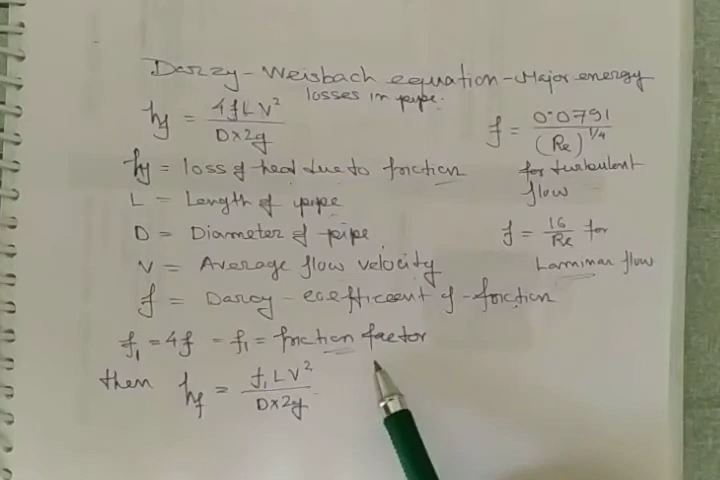 Darzy-Weisbach equation-Major energy
losses in pipe.
hf = 4fLV² / D×2g
f = 0.0791 / (Re)^1/4
for turbulent
flow
hf = loss of head due to friction
L = Length of pipe
D = Diameter of pipe
f = 16/Re for
Laminar flow
V = Average flow velocity
f = Darcy-coefficient of friction
f₁ = 4f = f₁ = friction factor
then hf = f₁LV² / D×2g